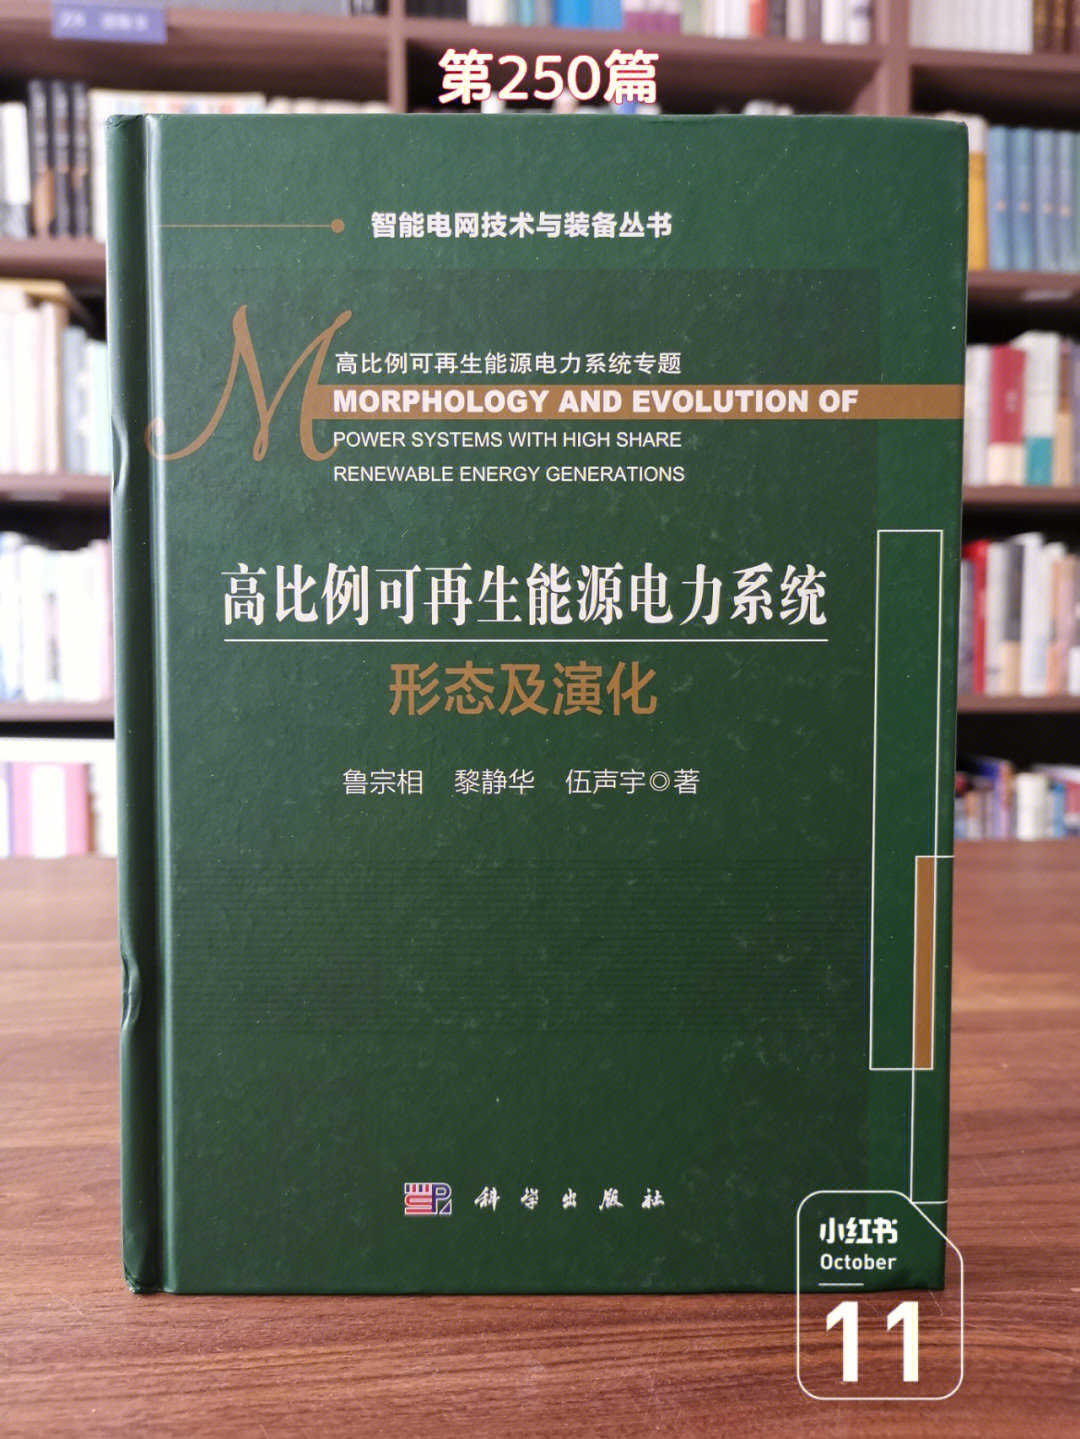 第250篇
智能电网技术与装备丛书
高比例可再生能源电力系统专题
MORPHOLOGY AND EVOLUTION OF
POWER SYSTEMS WITH HIGH SHARE
RENEWABLE ENERGY GENERATIONS
高比例可再生能源电力系统
形态及演化
鲁宗相 黎静华 伍声宇◎著
科学出版社
小红书
October
11